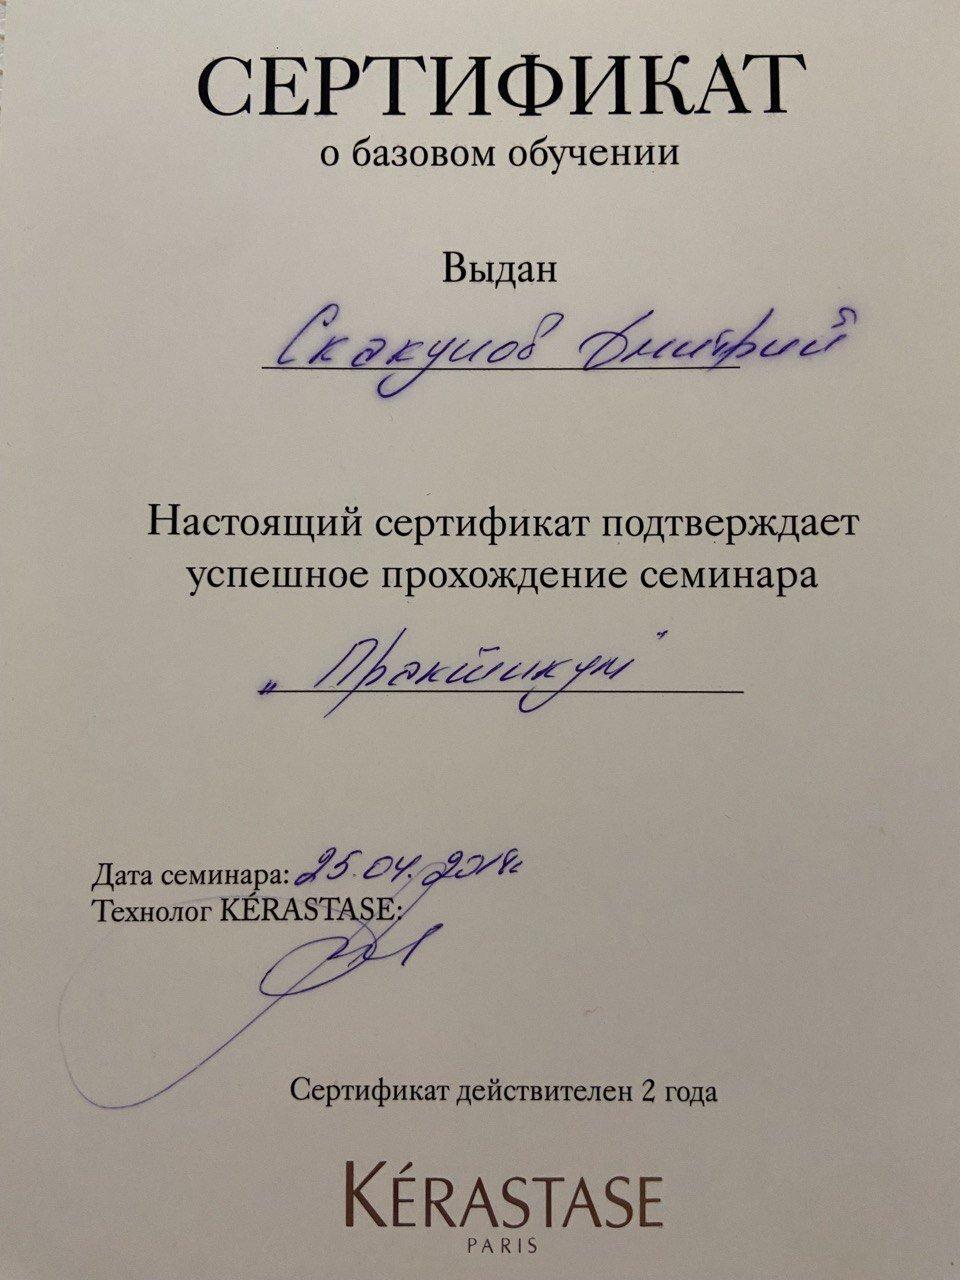 СЕРТИФИКАТ
о базовом обучении
Выдан
Скакунов Дмитрий
Настоящий сертификат подтверждает
успешное прохождение семинара
„Практикум"
Дата семинара: 25.04.
Технолог KÉRASTASE:
Сертификат действителен 2 года
KÉRASTASE
PARIS